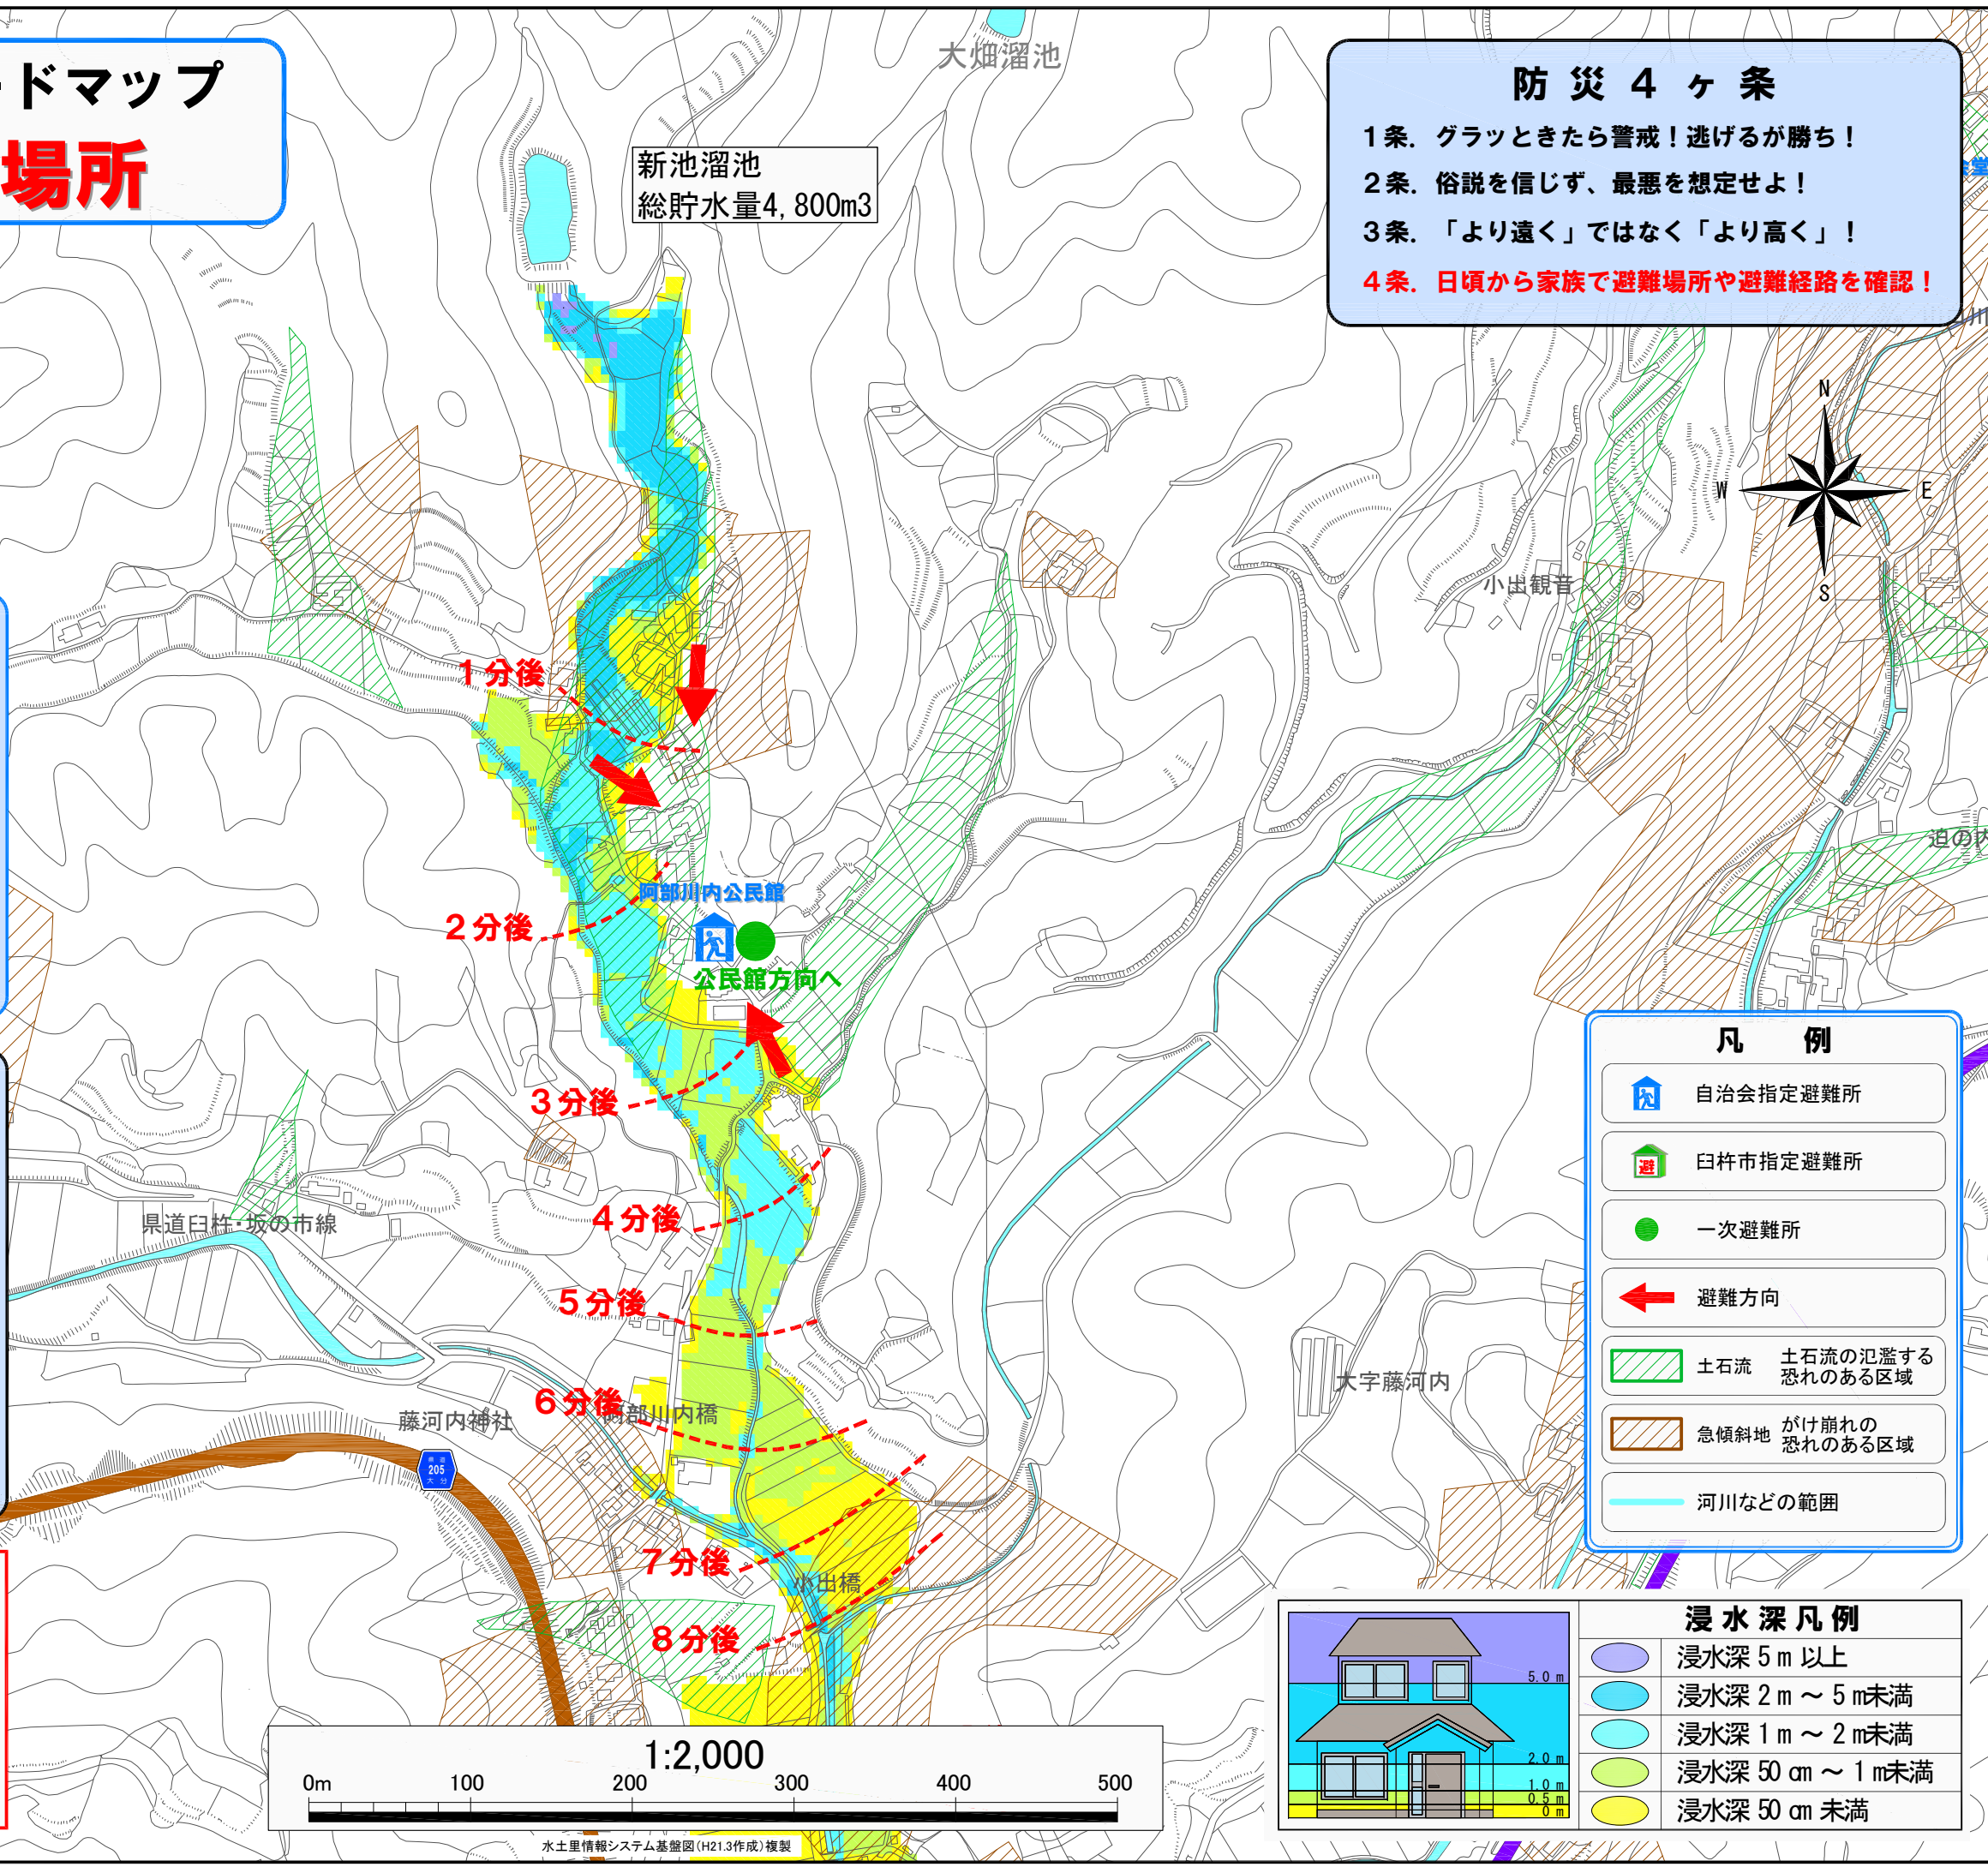 ードマップ
場所
大畑溜池
新池溜池
総貯水量4,800m3
防災4ヶ条
1条．グラッときたら警戒！逃げるが勝ち！
2条．俗説を信じず、最悪を想定せよ！
3条．「より遠く」ではなく「より高く」！
4条．日頃から家族で避難場所や避難経路を確認！
N
W
E
S
小出観音
1分後
迫の内
阿部川内公民館
2分後
公民館方向へ
3分後
県道臼杵・坂の市線
4分後
5分後
6分後
阿部川内橋
藤河内神社
205
大分
大字藤河内
7分後
小出橋
8分後
凡　例
自治会指定避難所
避
臼杵市指定避難所
一次避難所
避難方向
土石流
土石流の氾濫する
恐れのある区域
急傾斜地
がけ崩れの
恐れのある区域
河川などの範囲
1:2,000
0m 100 200 300 400 500
水土里情報システム基盤図(H21.3作成)複製
浸水深凡例
5.0 m
2.0 m
1.0 m
0.5 m
0 m
浸水深 5 m 以上
浸水深 2 m ～ 5 m未満
浸水深 1 m ～ 2 m未満
浸水深 50 cm ～ 1 m未満
浸水深 50 cm 未満